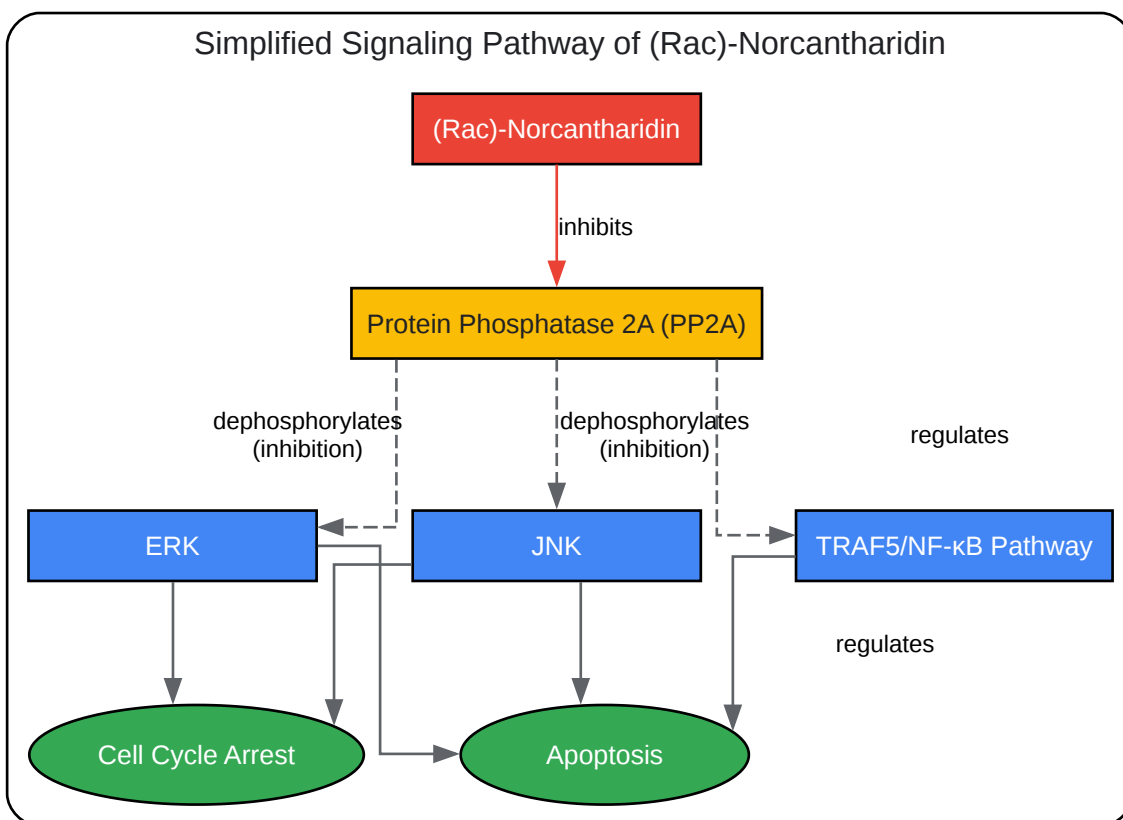 Simplified Signaling Pathway of (Rac)-Norcantharidin
(Rac)-Norcantharidin
inhibits
Protein Phosphatase 2A (PP2A)
dephosphorylates
(inhibition)
dephosphorylates
(inhibition)
regulates
ERK
JNK
TRAF5/NF-κB Pathway
regulates
Cell Cycle Arrest
Apoptosis